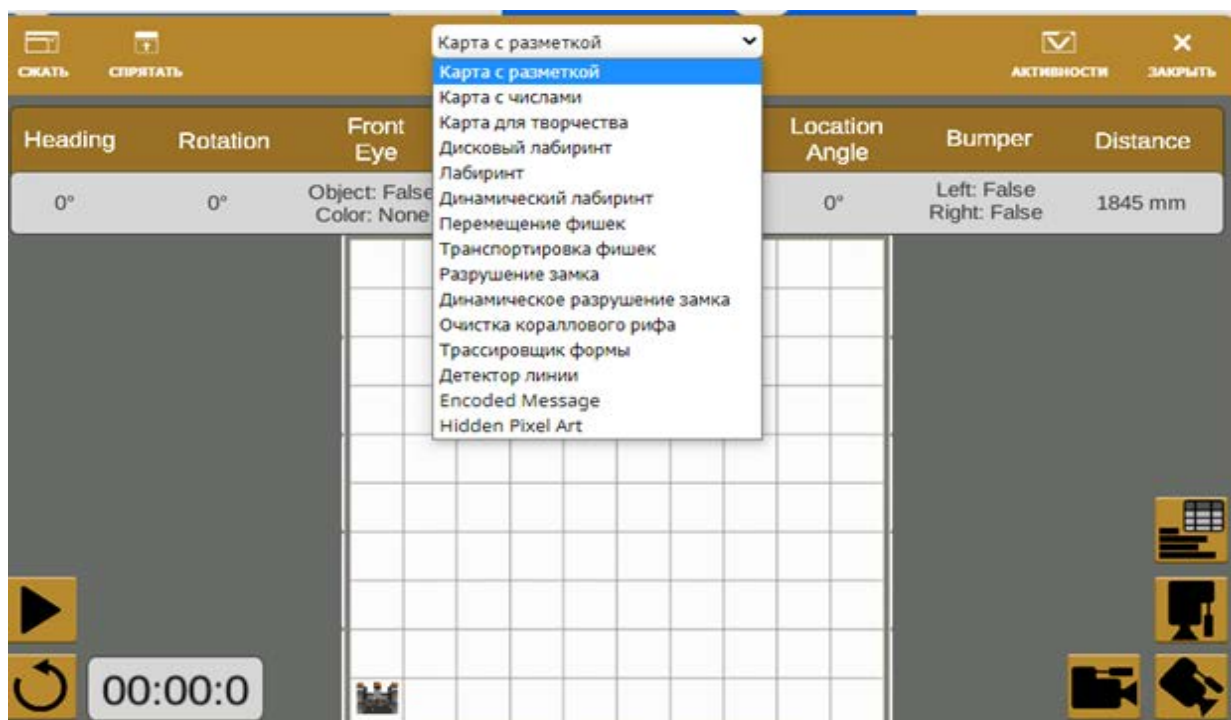 СЖАТЬ
СПРЯТАТЬ
Карта с разметкой
АКТИВНОСТИ
ЗАКРЫТЬ
Карта с разметкой
Карта с числами
Карта для творчества
Дисковый лабиринт
Лабиринт
Динамический лабиринт
Перемещение фишек
Транспортировка фишек
Разрушение замка
Динамическое разрушение замка
Очистка кораллового рифа
Трассировщик формы
Детектор линии
Encoded Message
Hidden Pixel Art
Heading
Rotation
Front
Eye
Location
Angle
Bumper
Distance
0°
0°
Object: False
Color: None
0°
Left: False
Right: False
1845 mm
00:00:0